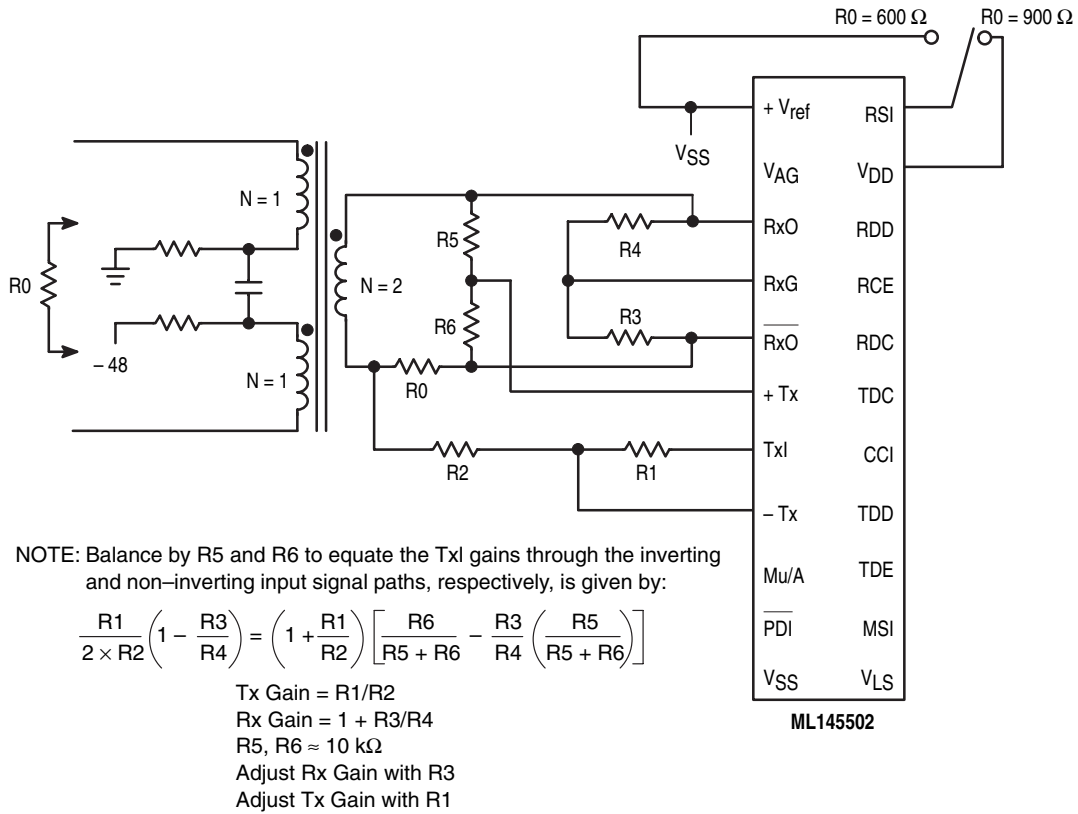 R0 = 600 Ω R0 = 900 Ω
+ Vref RSI
VSS
VAG VDD
N = 1
RxO RDD
R5 R4
R0 N = 2 RxG RCE
R6 R3
RxO RDC
– 48
N = 1 R0 + Tx TDC
TxI CCI
R2 R1
– Tx TDD
NOTE: Balance by R5 and R6 to equate the TxI gains through the inverting
and non–inverting input signal paths, respectively, is given by:
Mu/A TDE
R1 / (2 × R2) (1 – R3/R4) = (1 + R1/R2) [R6/(R5 + R6) – R3/R4 (R5/(R5 + R6))]
PDI MSI
VSS VLS
Tx Gain = R1/R2
ML145502
Rx Gain = 1 + R3/R4
R5, R6 ≈ 10 kΩ
Adjust Rx Gain with R3
Adjust Tx Gain with R1